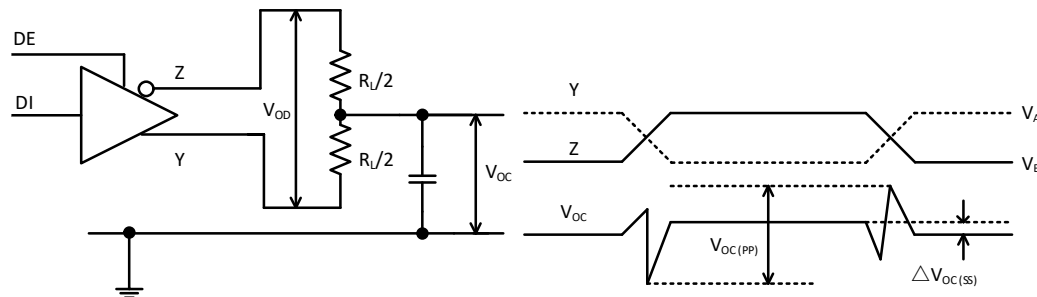 DE
Z
DI
Y
V_OD
R_L/2
R_L/2
V_OC
Y
Z
V_OC
V_OC(PP)
△V_OC(SS)